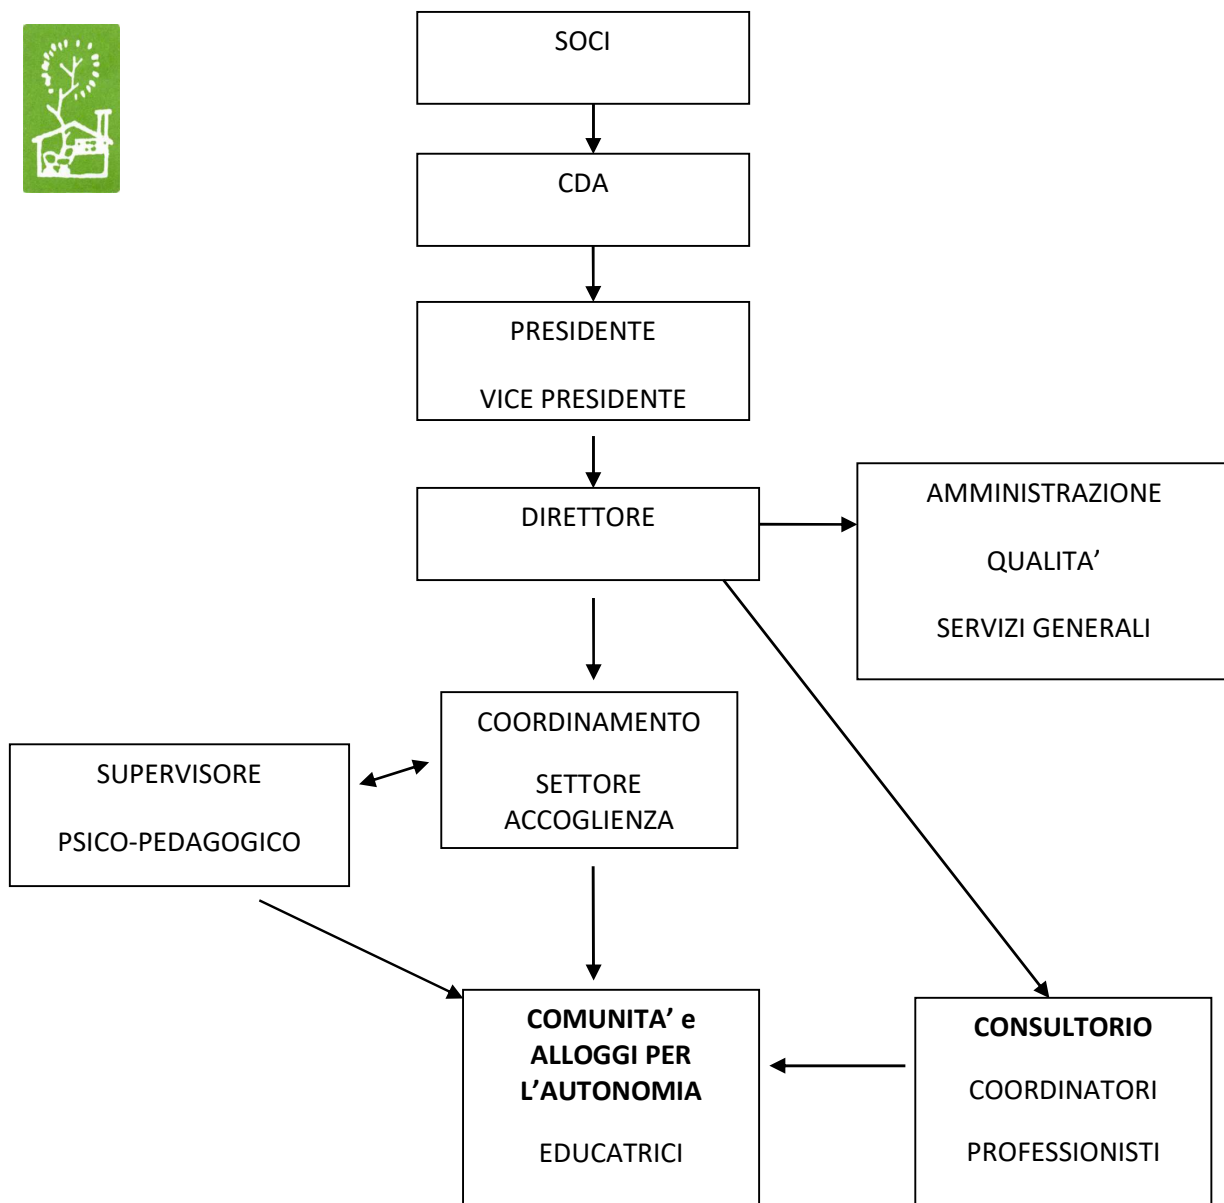 SOCI
CDA
PRESIDENTE
VICE PRESIDENTE
DIRETTORE
AMMINISTRAZIONE
QUALITA’
SERVIZI GENERALI
COORDINAMENTO
SETTORE
ACCOGLIENZA
SUPERVISORE
PSICO-PEDAGOGICO
COMUNITA’ e
ALLOGGI PER
L’AUTONOMIA
EDUCATRICI
CONSULTORIO
COORDINATORI
PROFESSIONISTI